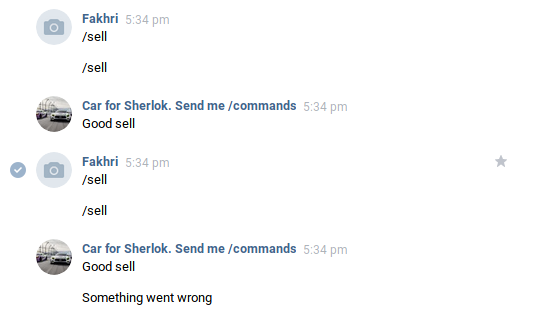 Fakhri 5:34 pm
/sell
/sell
Car for Sherlok. Send me /commands 5:34 pm
Good sell
Fakhri 5:34 pm
/sell
/sell
Car for Sherlok. Send me /commands 5:34 pm
Good sell
Something went wrong